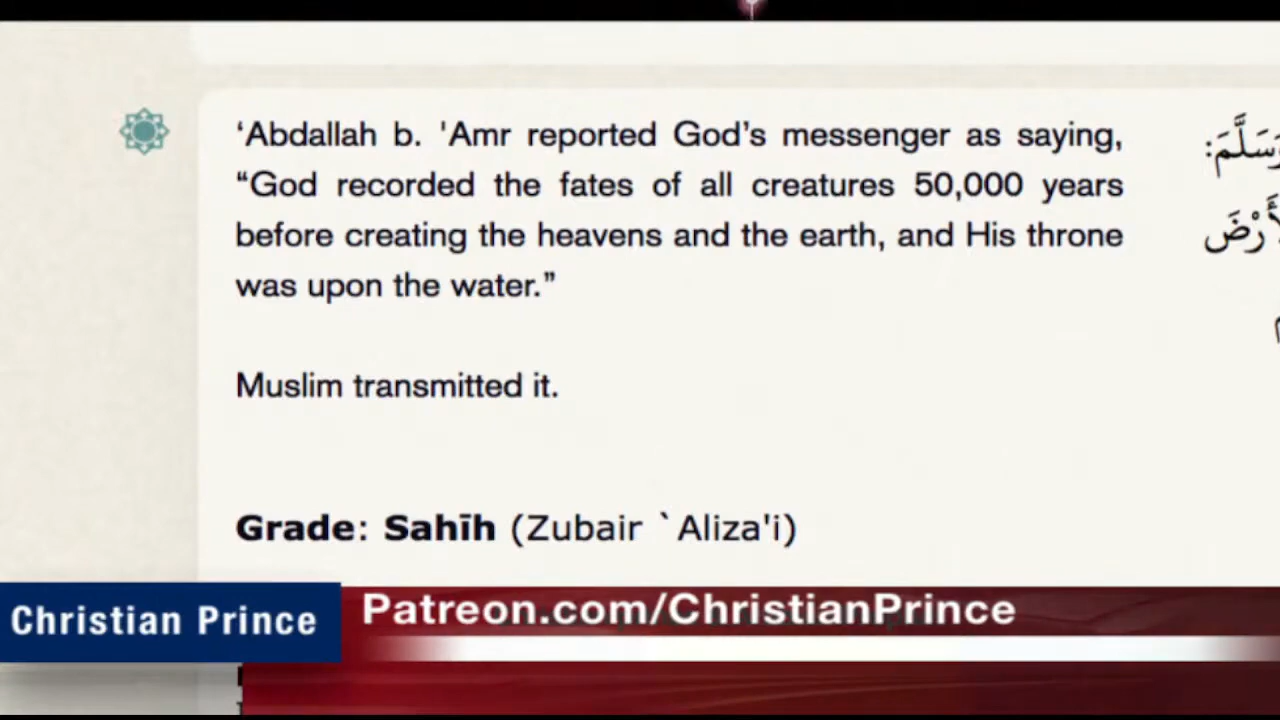 ‘Abdallah b. 'Amr reported God’s messenger as saying,
“God recorded the fates of all creatures 50,000 years
before creating the heavens and the earth, and His throne
was upon the water.”
Muslim transmitted it.
Grade: Sahīh (Zubair `Aliza'i)
وَسَلَّمَ:
Christian Prince
Patreon.com/ChristianPrince